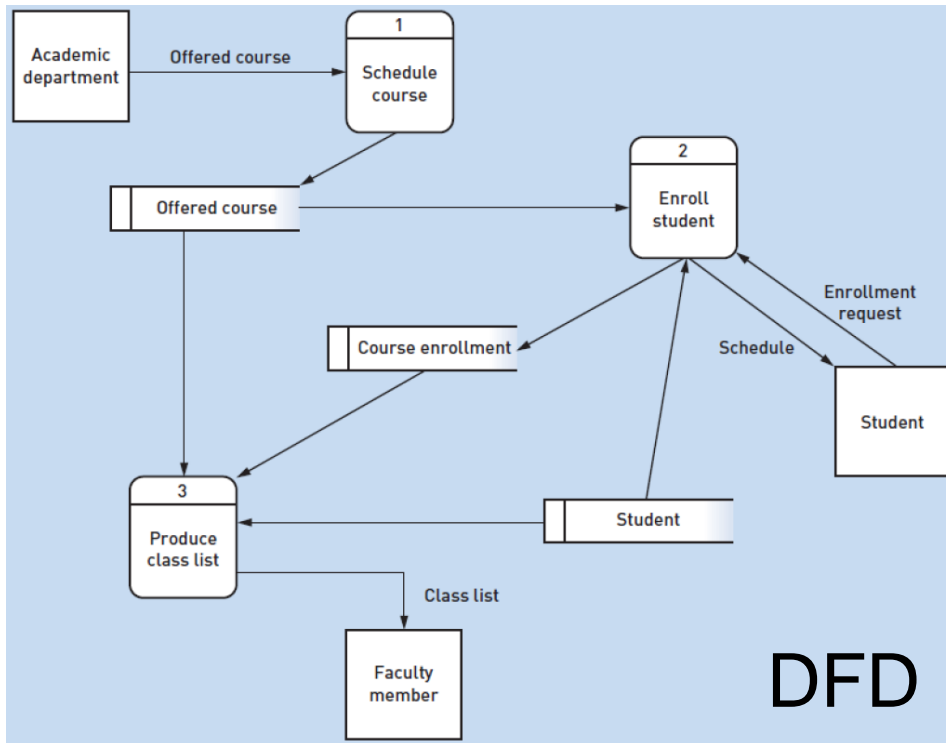 Academic
department
Offered course
1
Schedule
course
2
Enroll
student
Offered course
Enrollment
request
Course enrollment
Schedule
Student
3
Produce
class list
Student
Class list
Faculty
member
DFD